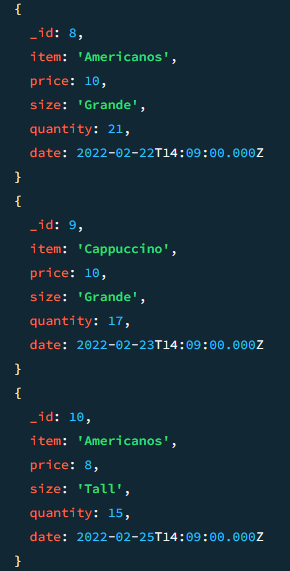 {
_id: 8,
item: 'Americanos',
price: 10,
size: 'Grande',
quantity: 21,
date: 2022-02-22T14:09:00.000Z
}
{
_id: 9,
item: 'Cappuccino',
price: 10,
size: 'Grande',
quantity: 17,
date: 2022-02-23T14:09:00.000Z
}
{
_id: 10,
item: 'Americanos',
price: 8,
size: 'Tall',
quantity: 15,
date: 2022-02-25T14:09:00.000Z
}